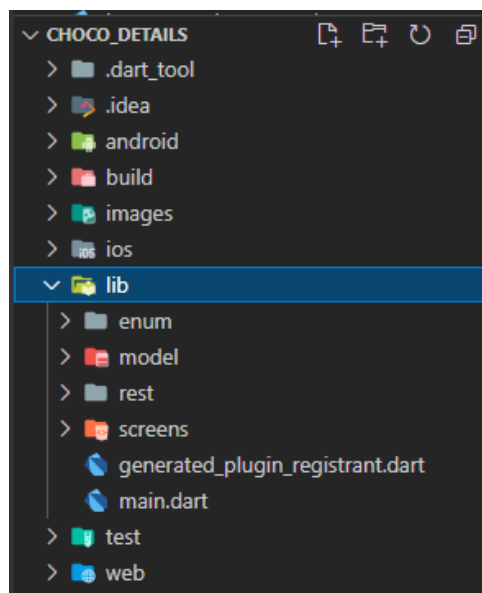 CHOCO_DETAILS
.dart_tool
.idea
android
build
images
ios
lib
enum
model
rest
screens
generated_plugin_registrant.dart
main.dart
test
web